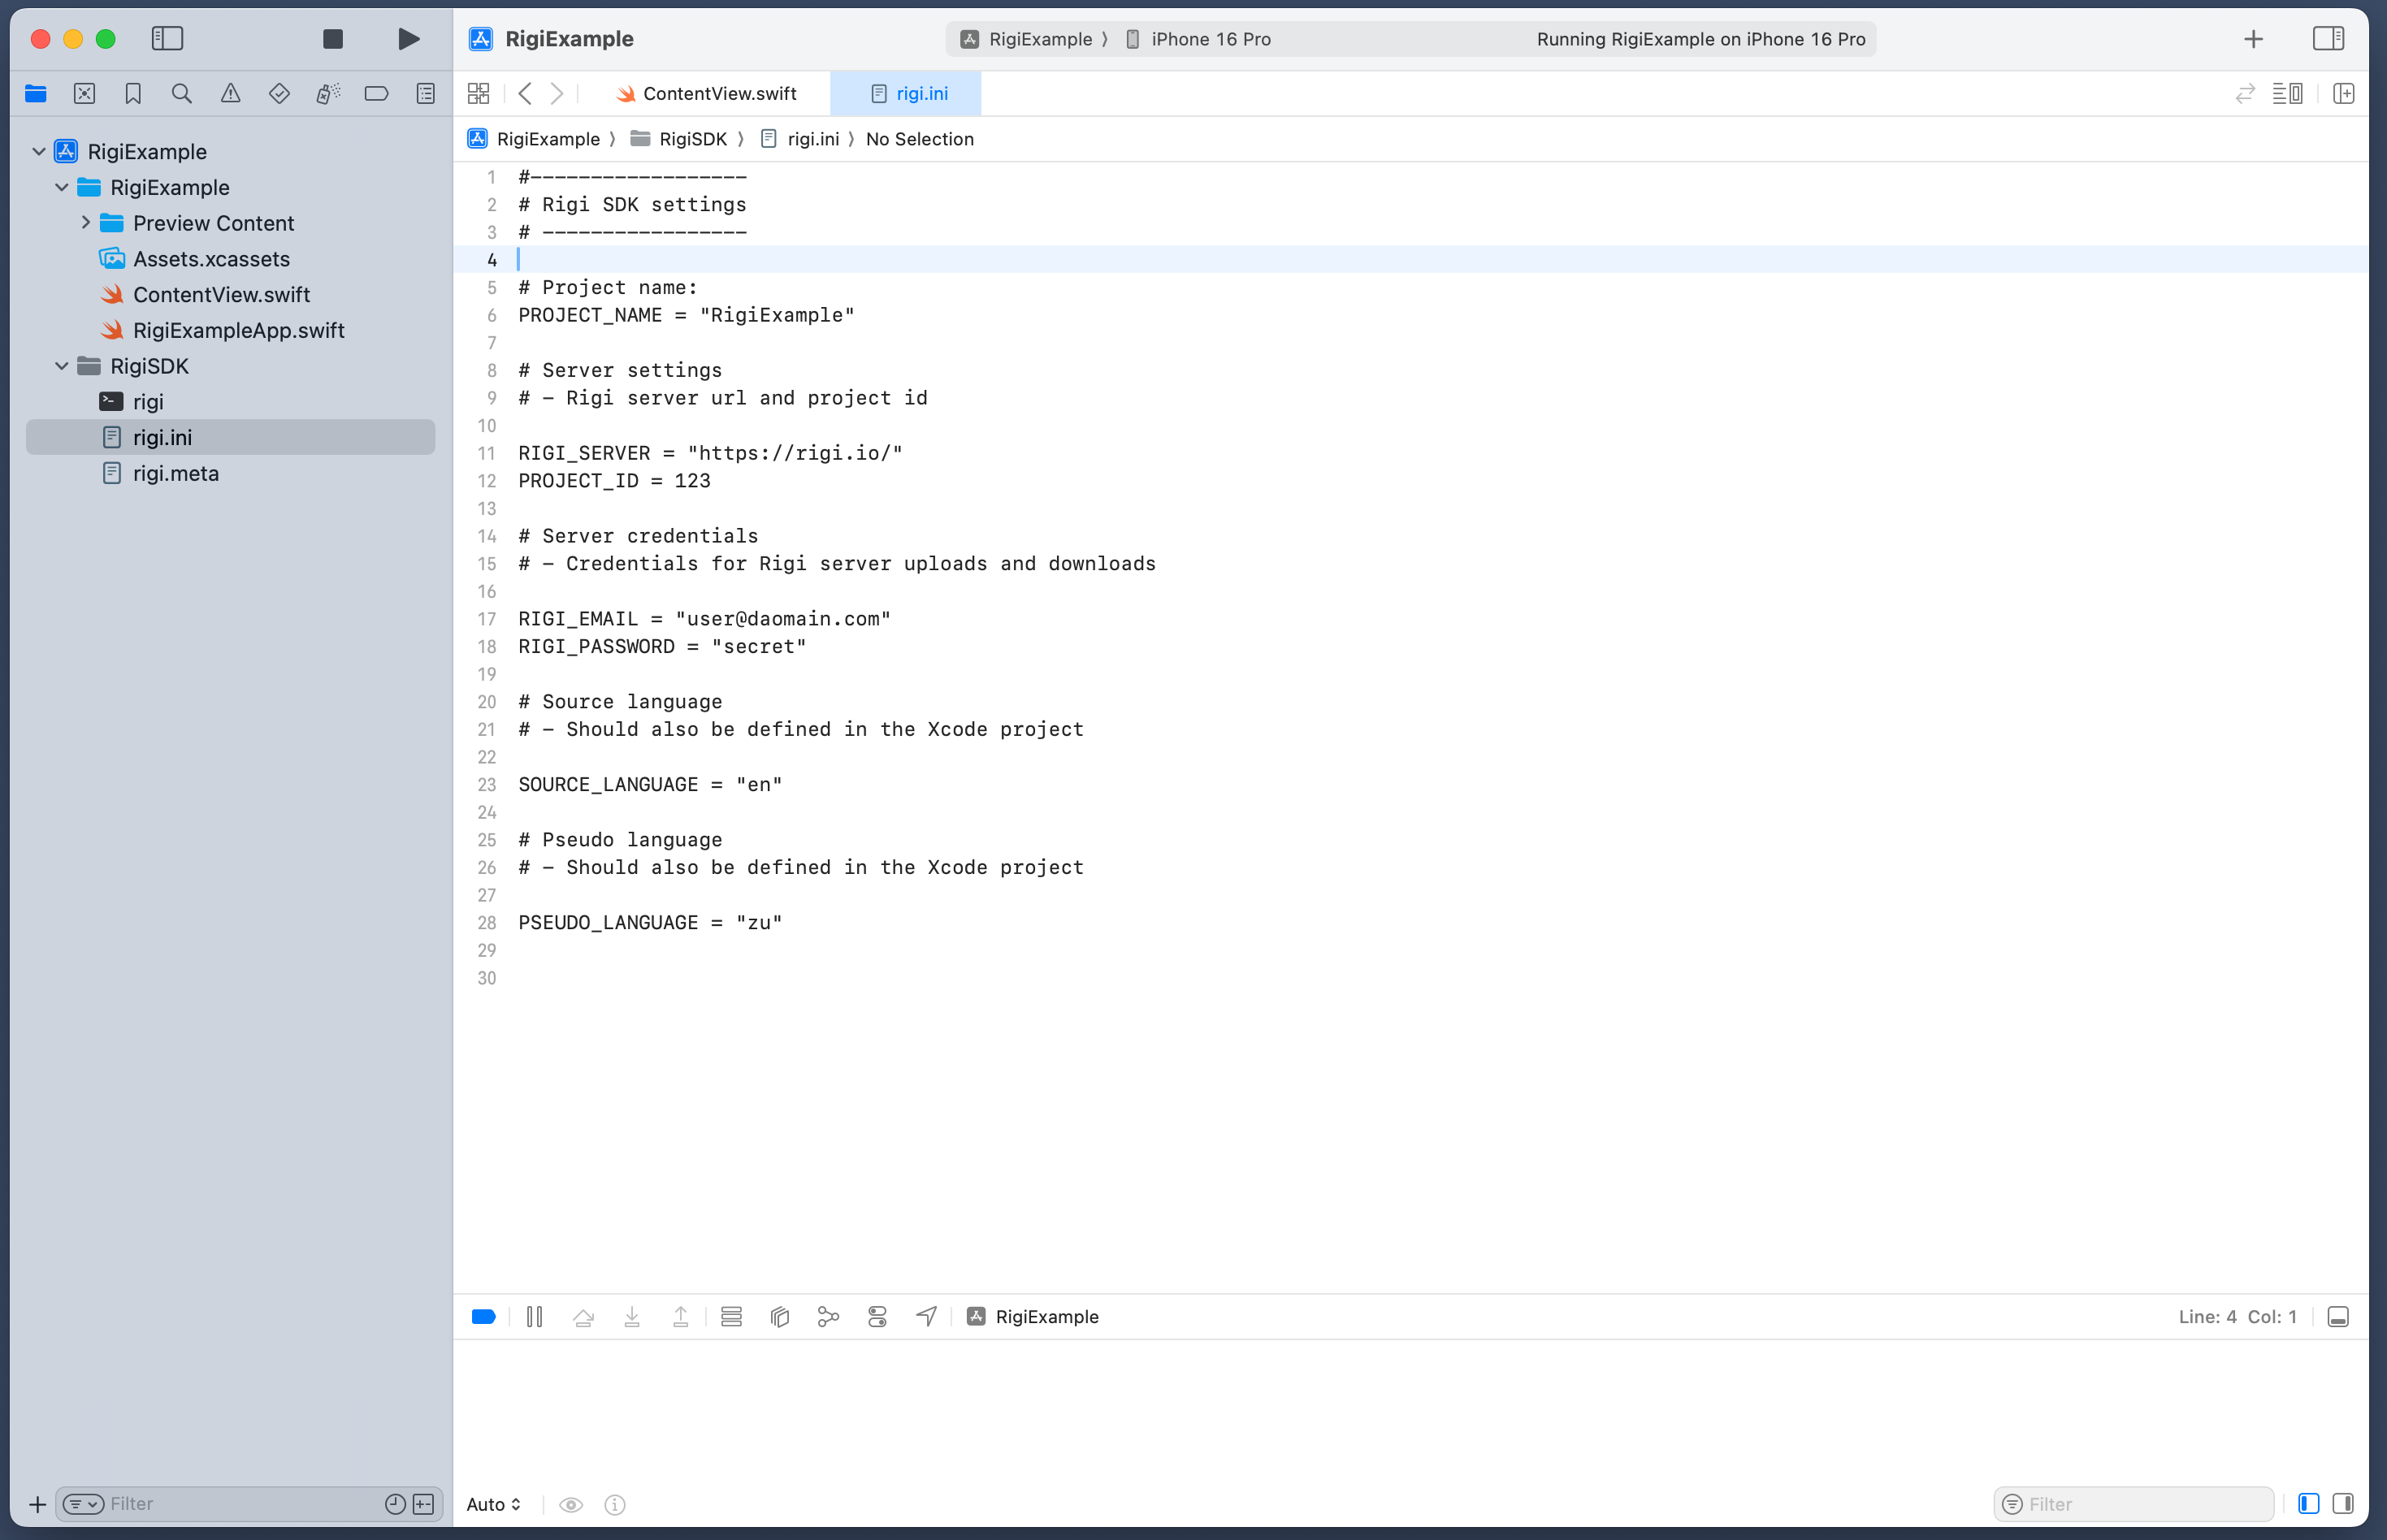 RigiExample
RigiExample 〉 iPhone 16 Pro
Running RigiExample on iPhone 16 Pro
ContentView.swift
rigi.ini
RigiExample 〉 RigiSDK 〉 rigi.ini 〉 No Selection
RigiExample
RigiExample
Preview Content
Assets.xcassets
ContentView.swift
RigiExampleApp.swift
RigiSDK
rigi
rigi.ini
rigi.meta
1 #------------------
2 # Rigi SDK settings
3 # -----------------
4
5 # Project name:
6 PROJECT_NAME = "RigiExample"
7
8 # Server settings
9 # - Rigi server url and project id
10
11 RIGI_SERVER = "https://rigi.io/"
12 PROJECT_ID = 123
13
14 # Server credentials
15 # - Credentials for Rigi server uploads and downloads
16
17 RIGI_EMAIL = "user@daomain.com"
18 RIGI_PASSWORD = "secret"
19
20 # Source language
21 # - Should also be defined in the Xcode project
22
23 SOURCE_LANGUAGE = "en"
24
25 # Pseudo language
26 # - Should also be defined in the Xcode project
27
28 PSEUDO_LANGUAGE = "zu"
29
30
RigiExample
Line: 4 Col: 1
Filter
Auto
Filter